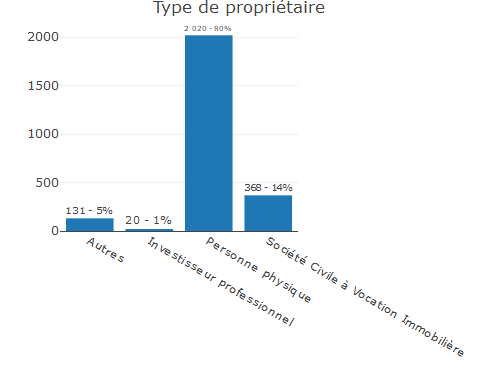 Type de propriétaire
2000
1500
1000
500
0
131 - 5%
20 - 1%
2 020 - 80%
368 - 14%
Autres
Investisseur professionnel
Personne physique
Société Civile à Vocation Immobilière